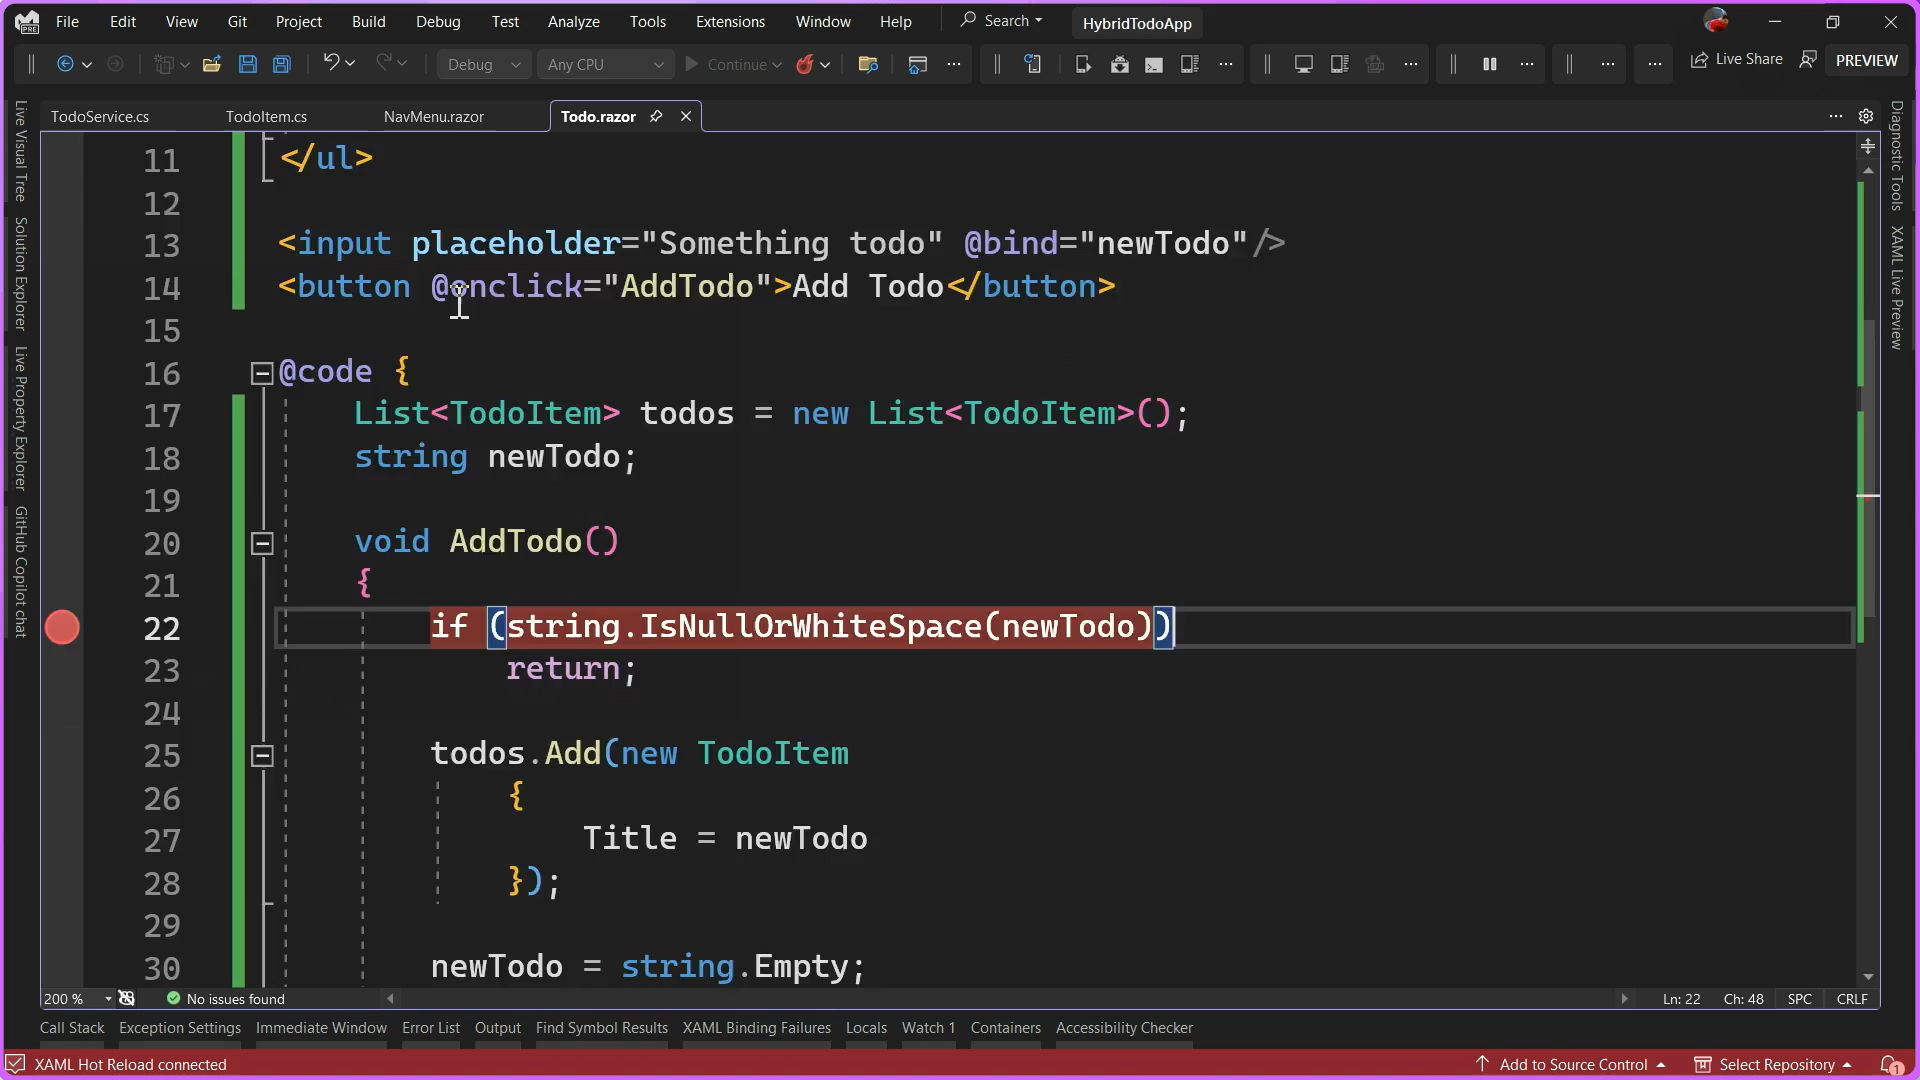 File Edit View Git Project Build Debug Test Analyze Tools Extensions Window Help Search HybridTodoApp
PRE
Debug Any CPU Continue Live Share PREVIEW
TodoService.cs TodoItem.cs NavMenu.razor Todo.razor
Live Visual Tree
Solution Explorer
Live Property Explorer
GitHub Copilot chat
11 </ul>
12
13 <input placeholder="Something todo" @bind="newTodo"/>
14 <button @onclick="AddTodo">Add Todo</button>
15
16 @code {
17 List<TodoItem> todos = new List<TodoItem>();
18 string newTodo;
19
20 void AddTodo()
21 {
22 if (string.IsNullOrWhiteSpace(newTodo))
23 return;
24
25 todos.Add(new TodoItem
26 {
27 Title = newTodo
28 });
29
30 newTodo = string.Empty;
Diagnostic Tools
XAML Live Preview
200 % No issues found Ln: 22 Ch: 48 SPC CRLF
Call Stack Exception Settings Immediate Window Error List Output Find Symbol Results XAML Binding Failures Locals Watch 1 Containers Accessibility Checker
XAML Hot Reload connected Add to Source Control Select Repository 1